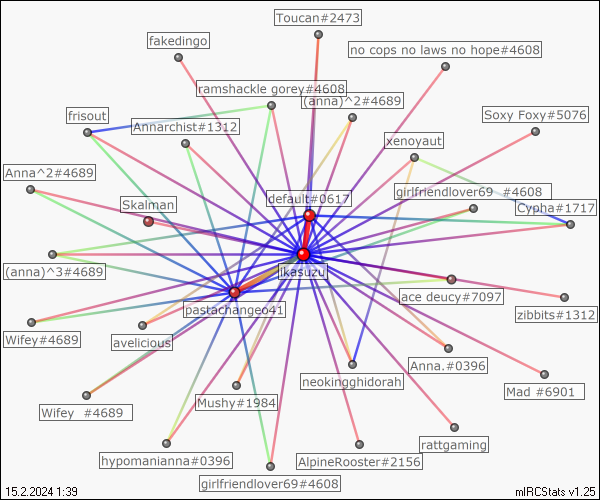 Toucan#2473
fakedingo
no cops no laws no hope#4608
ramshackle gorey#4608
(anna)^2#4689
frisout
Annarchist#1312
Soxy Foxy#5076
xenoyaut
Anna^2#4689
girlfriendlover69 #4608
default#0617
Skalman
Cypha#1717
(anna)^3#4689
ikasuzu
ace deucy#7097
pastachangeo41
zibbits#1312
Wifey#4689
avelicious
Anna.#0396
neokingghidorah
Mad #6901
Mushy#1984
Wifey #4689
rattgaming
hypomanianna#0396
AlpineRooster#2156
girlfriendlover69#4608
15.2.2024 1:39
mIRCStats v1.25